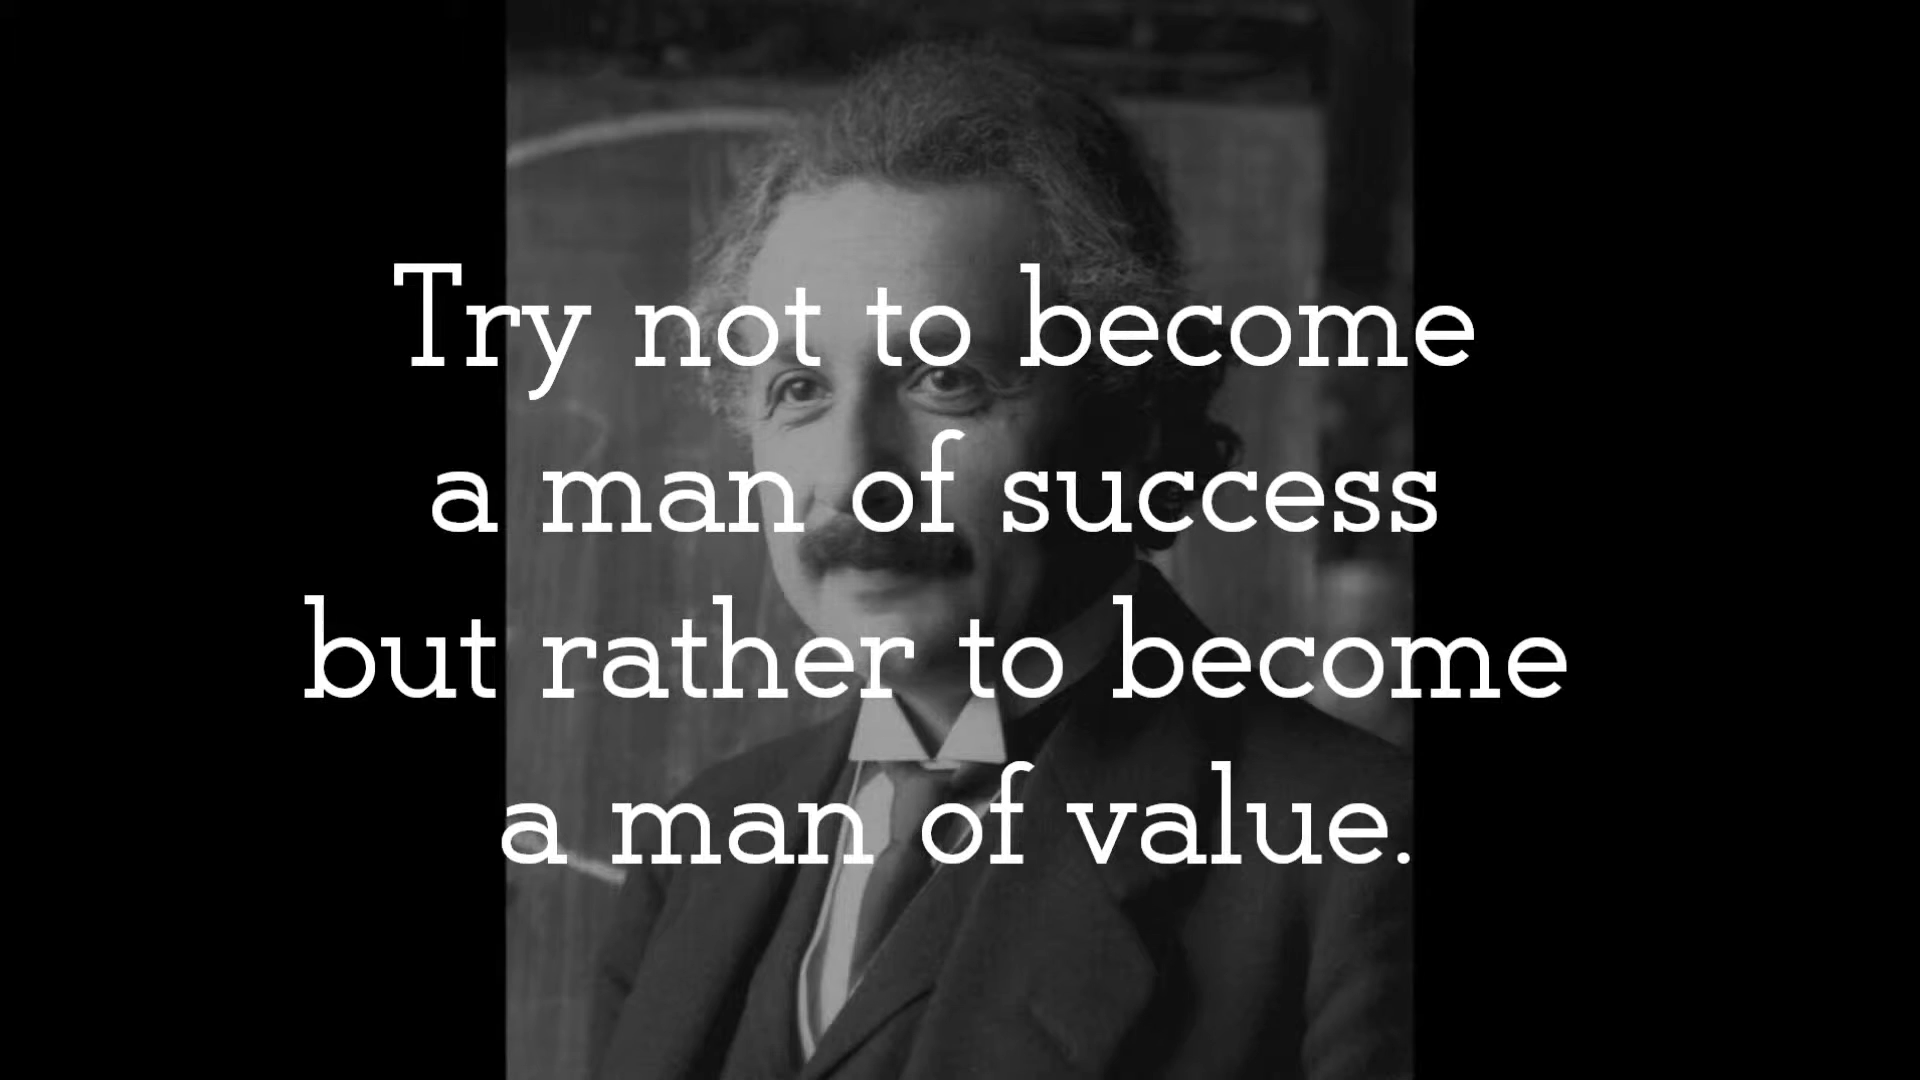 Try not to become
a man of success
but rather to become
a man of value.